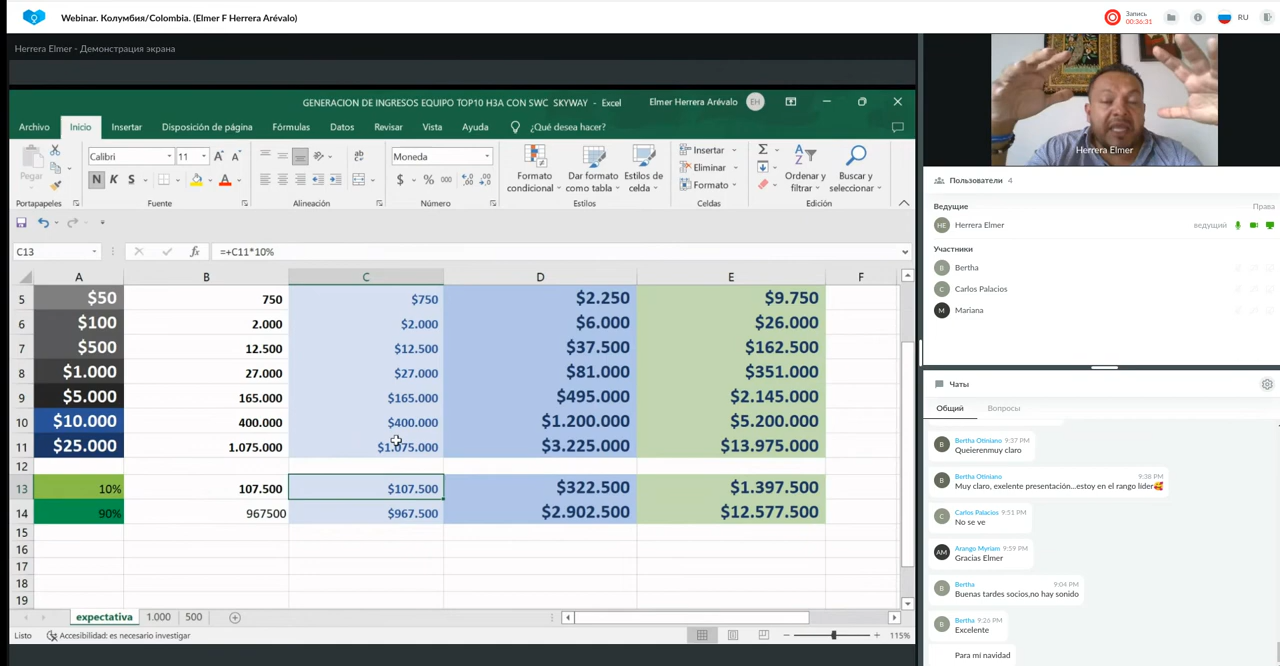 Webinar. Колумбия/Colombia. (Elmer F Herrera Arévalo)
Запись
00:36:31
RU
Herrera Elmer - Демонстрация экрана
GENERACION DE INGRESOS EQUIPO TOP10 H3A CON SWC SKYWAY - Excel
Elmer Herrera Arévalo
EH
Archivo
Inicio
Insertar
Disposición de página
Fórmulas
Datos
Revisar
Vista
Ayuda
¿Qué desea hacer?
Pegar
Calibri
11
N K S
Moneda
$ % 000
Formato condicional
Dar formato como tabla
Estilos de celda
Insertar
Eliminar
Formato
Ordenar y filtrar
Buscar y seleccionar
Portapapeles
Fuente
Alineación
Número
Estilos
Celdas
Edición
C13
fx
=+C11*10%
A B C D E F
5 $50 750 $750 $2.250 $9.750
6 $100 2.000 $2.000 $6.000 $26.000
7 $500 12.500 $12.500 $37.500 $162.500
8 $1.000 27.000 $27.000 $81.000 $351.000
9 $5.000 165.000 $165.000 $495.000 $2.145.000
10 $10.000 400.000 $400.000 $1.200.000 $5.200.000
11 $25.000 1.075.000 $1.075.000 $3.225.000 $13.975.000
12
13 10% 107.500 $107.500 $322.500 $1.397.500
14 90% 967500 $967.500 $2.902.500 $12.577.500
15
16
17
18
19
expectativa 1.000 500
Listo
Accesibilidad: es necesario investigar
115%
Herrera Elmer
Пользователи 4
Ведущие
Права
HE Herrera Elmer ведущий
Участники
B Bertha
C Carlos Palacios
M Mariana
Чаты
Общий
Вопросы
B Bertha Otiniano 9:37 PM
Queierenmuy claro
B Bertha Otiniano 9:38 PM
Muy claro, exelente presentación...estoy en el rango lider🥰
C Carlos Palacios 9:51 PM
No se ve
AM Arango Myriam 9:59 PM
Gracias Elmer
B Bertha 9:04 PM
Buenas tardes socios,no hay sonido
B Bertha 9:26 PM
Excelente
Para mí navidad